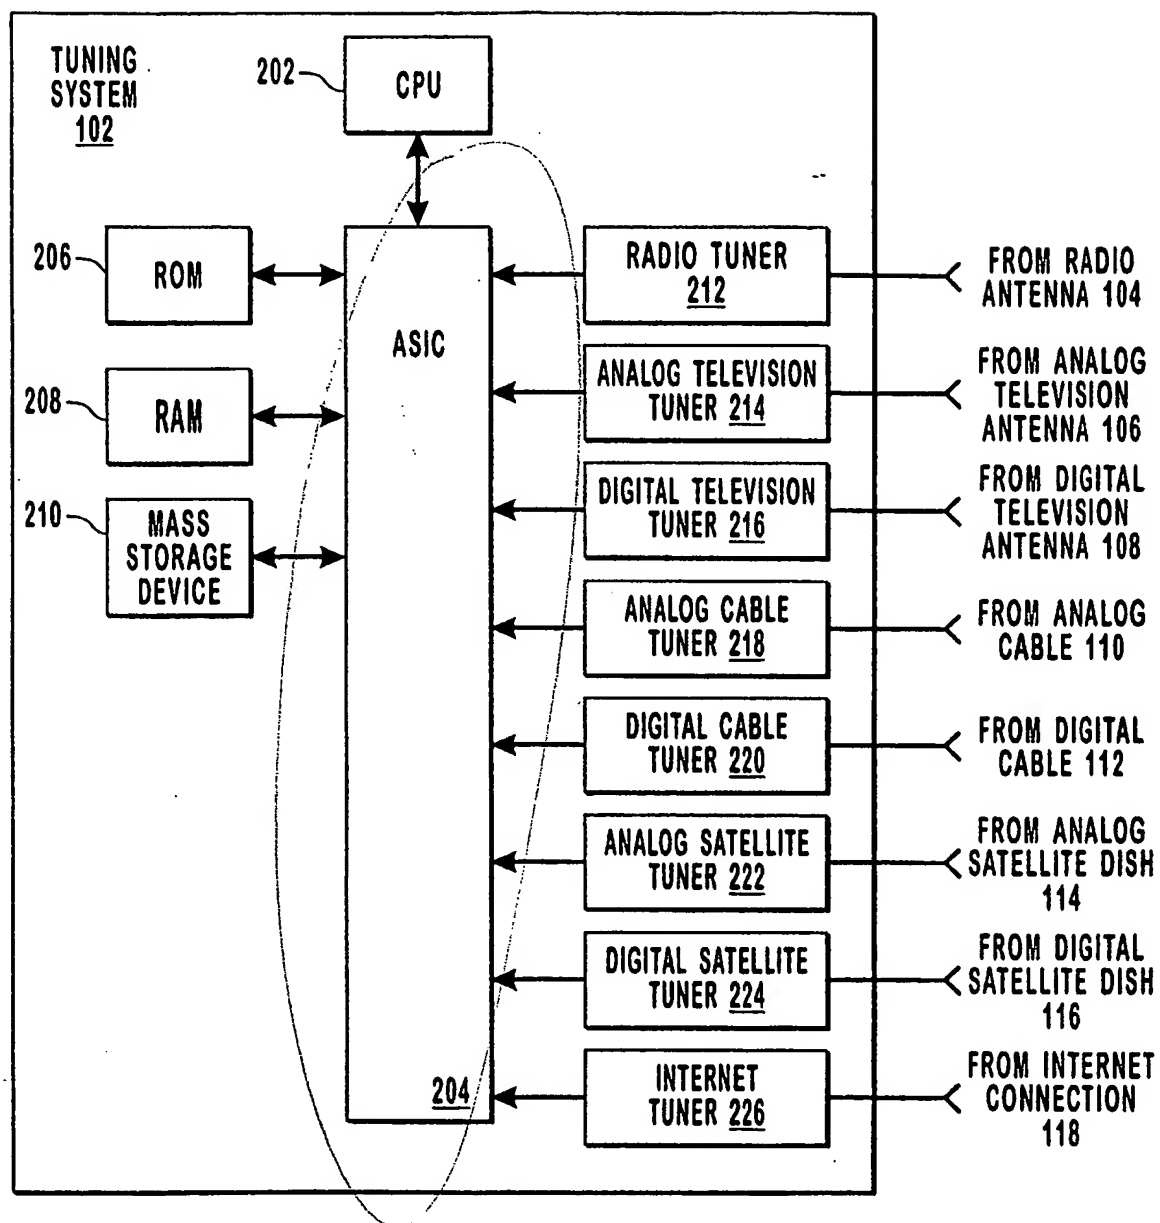 TUNING
SYSTEM
102
202
CPU
206
ROM
208
RAM
210
MASS
STORAGE
DEVICE
ASIC
204
RADIO TUNER
212
ANALOG TELEVISION
TUNER 214
DIGITAL TELEVISION
TUNER 216
ANALOG CABLE
TUNER 218
DIGITAL CABLE
TUNER 220
ANALOG SATELLITE
TUNER 222
DIGITAL SATELLITE
TUNER 224
INTERNET
TUNER 226
FROM RADIO
ANTENNA 104
FROM ANALOG
TELEVISION
ANTENNA 106
FROM DIGITAL
TELEVISION
ANTENNA 108
FROM ANALOG
CABLE 110
FROM DIGITAL
CABLE 112
FROM ANALOG
SATELLITE DISH
114
FROM DIGITAL
SATELLITE DISH
116
FROM INTERNET
CONNECTION
118